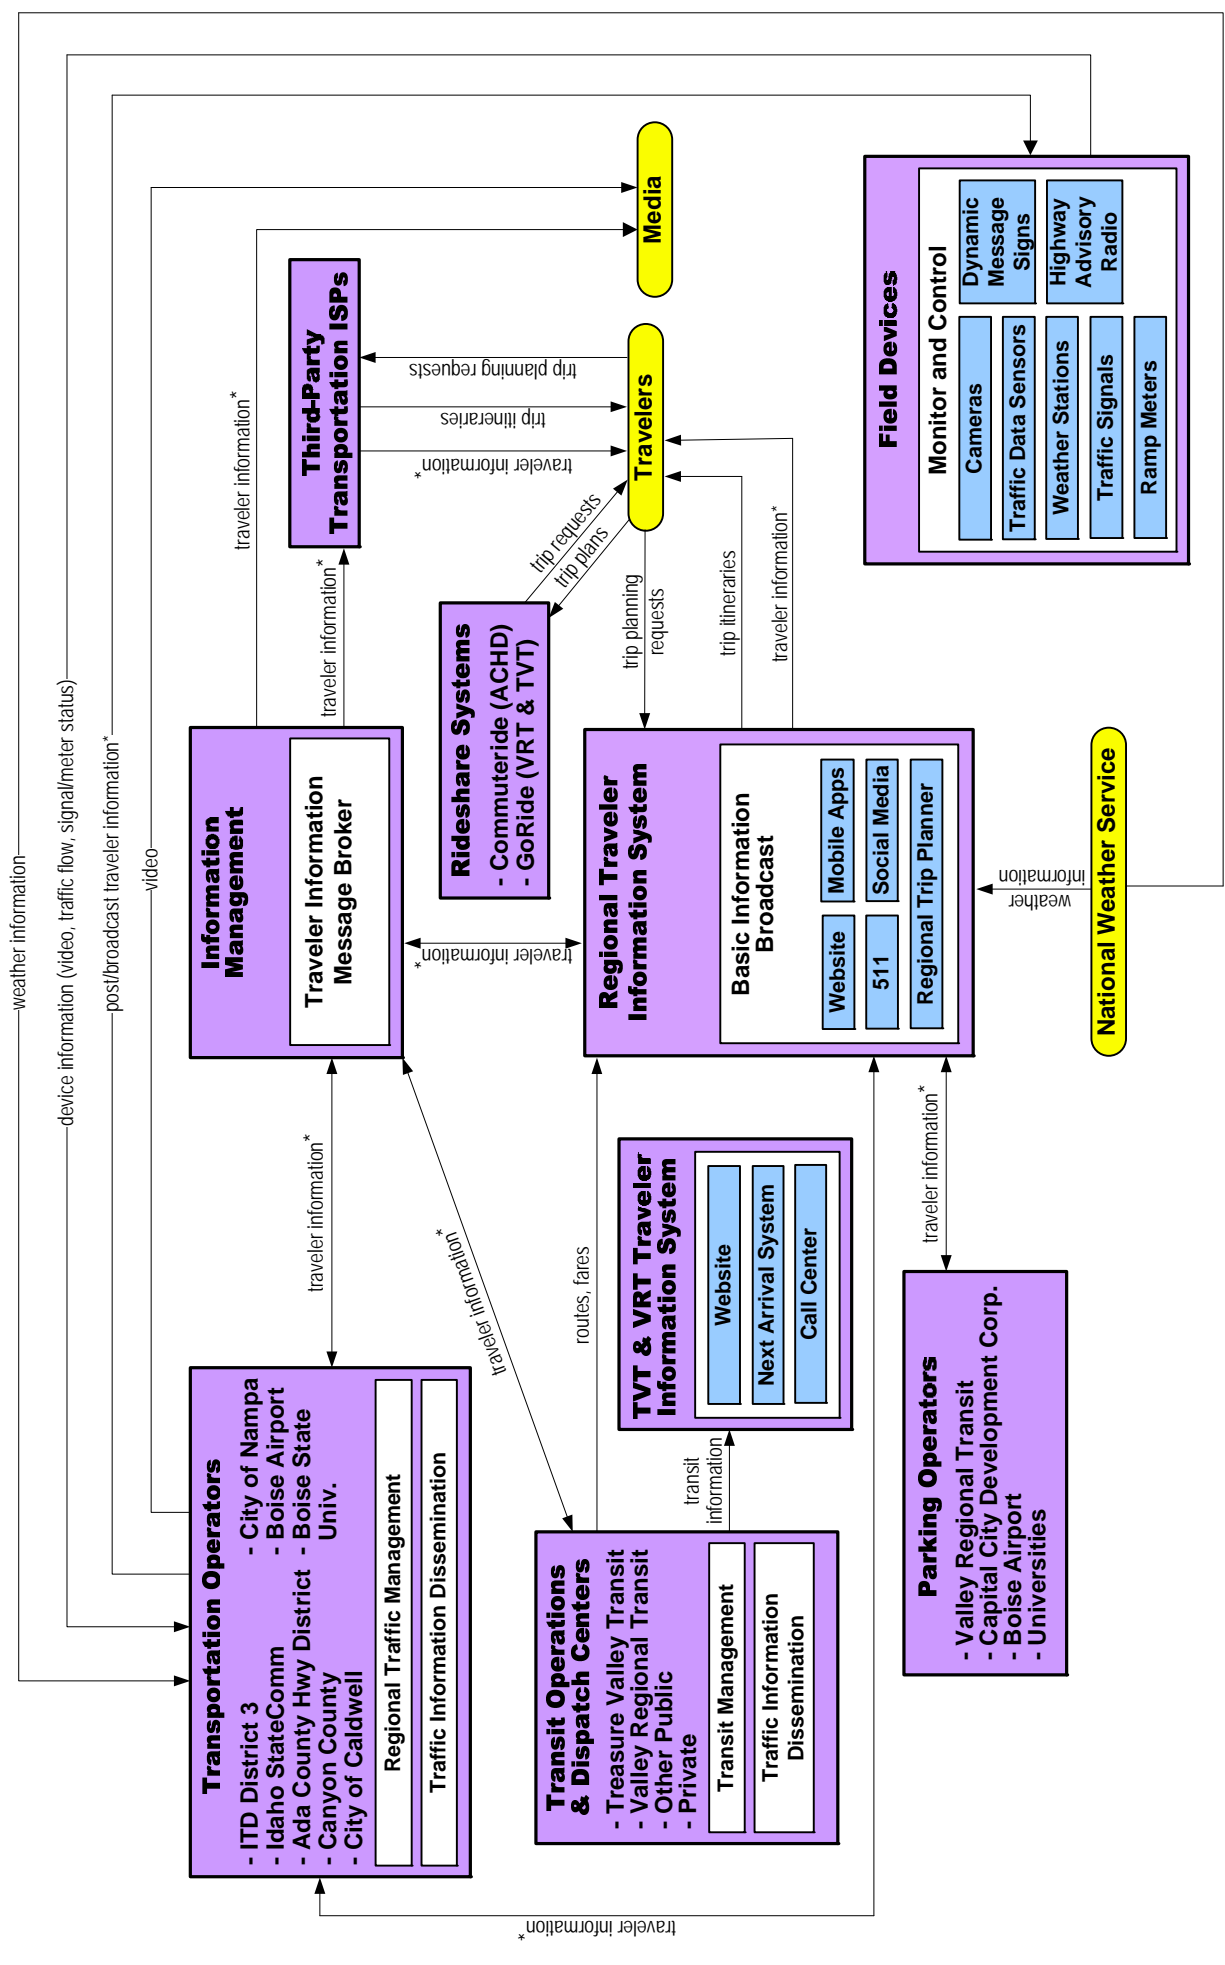 weather information
device information (video, traffic flow, signal/meter status)
post/broadcast traveler information*
video
Transportation Operators
- ITD District 3
- Idaho StateComm
- Ada County Hwy District
- Canyon County
- City of Caldwell
- City of Nampa
- Boise Airport
- Boise State
Univ.
Regional Traffic Management
Traffic Information Dissemination
traveler information*
Information
Management
Traveler Information
Message Broker
traveler information*
traveler information*
Third-Party
Transportation ISPs
Media
traveler information*
trip itineraries
trip planning requests
Travelers
trip requests
trip plans
Rideshare Systems
- Commuteride (ACHD)
- GoRide (VRT & TVT)
traveler information*
traveler information*
Transit Operations
& Dispatch Centers
- Treasure Valley Transit
- Valley Regional Transit
- Other Public
- Private
Transit Management
Traffic Information
Dissemination
routes, fares
transit
information
TVT & VRT Traveler
Information System
Website
Next Arrival System
Call Center
Regional Traveler
Information System
Basic Information
Broadcast
Website
Mobile Apps
511
Social Media
Regional Trip Planner
trip planning
requests
trip itineraries
traveler information*
traveler information*
traveler information*
Parking Operators
- Valley Regional Transit
- Capital City Development Corp.
- Boise Airport
- Universities
weather
information
National Weather Service
Field Devices
Monitor and Control
Cameras
Traffic Data Sensors
Weather Stations
Traffic Signals
Ramp Meters
Dynamic
Message
Signs
Highway
Advisory
Radio